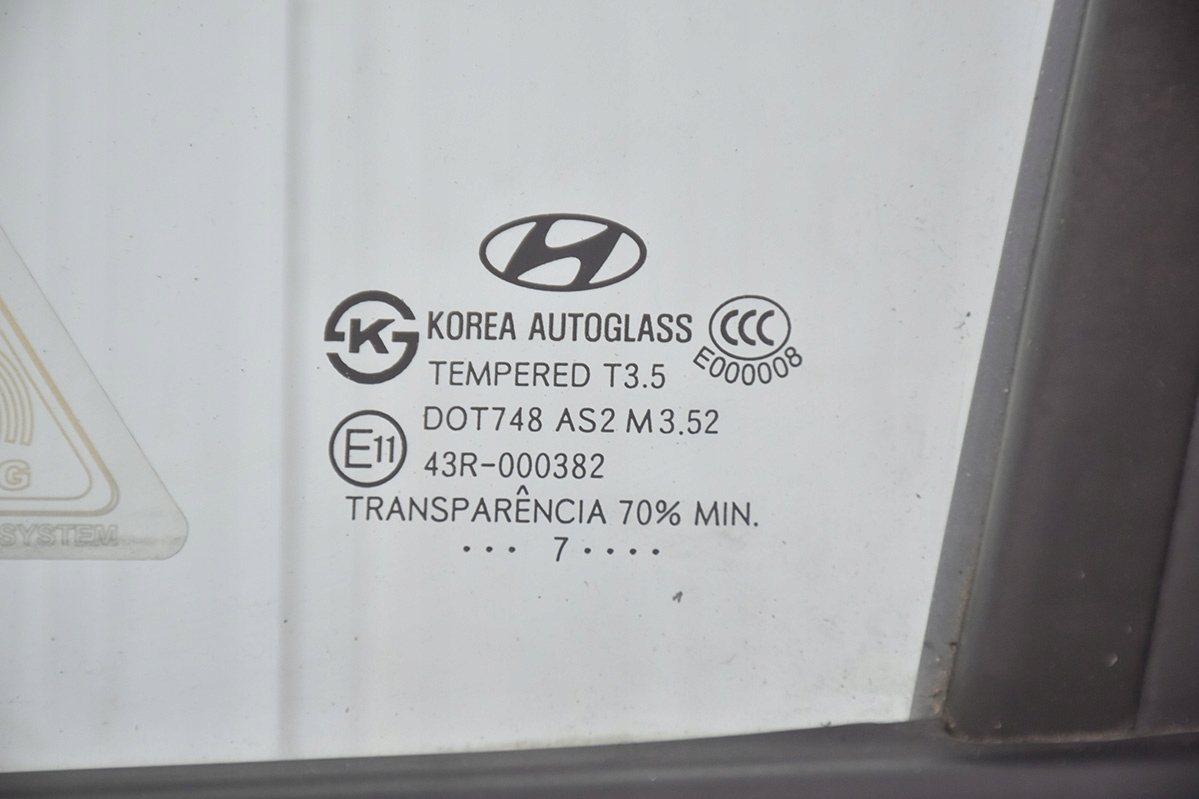 KOREA AUTOGLASS
CCC
E000008
K
TEMPERED T3.5
DOT748 AS2 M3.52
E11
43R-000382
TRANSPARÊNCIA 70% MIN.
··· 7 ····
G
SYSTEM